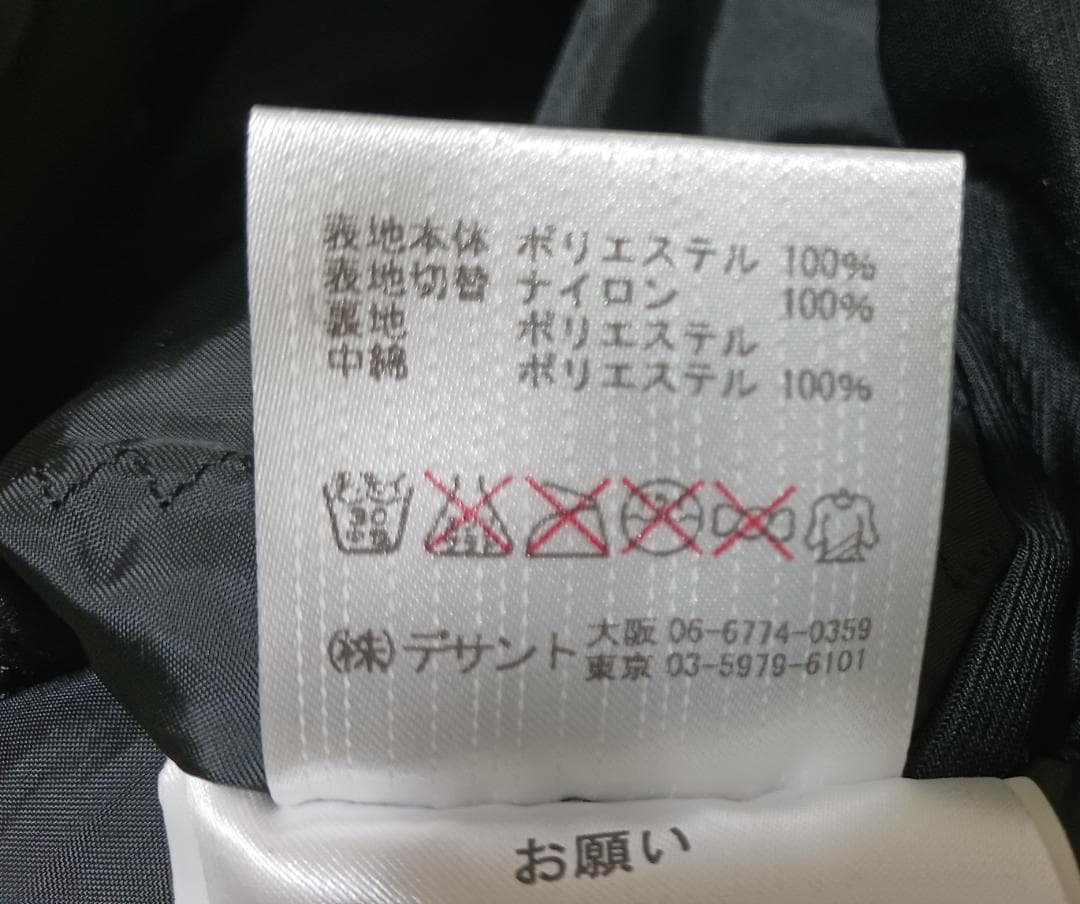 表地本体 ポリエステル 100%
表地切替 ナイロン 100%
裏地 ポリエステル
中綿 ポリエステル 100%
30
(株)デサント 大阪 06-6774-0359
東京 03-5979-6101
お願い